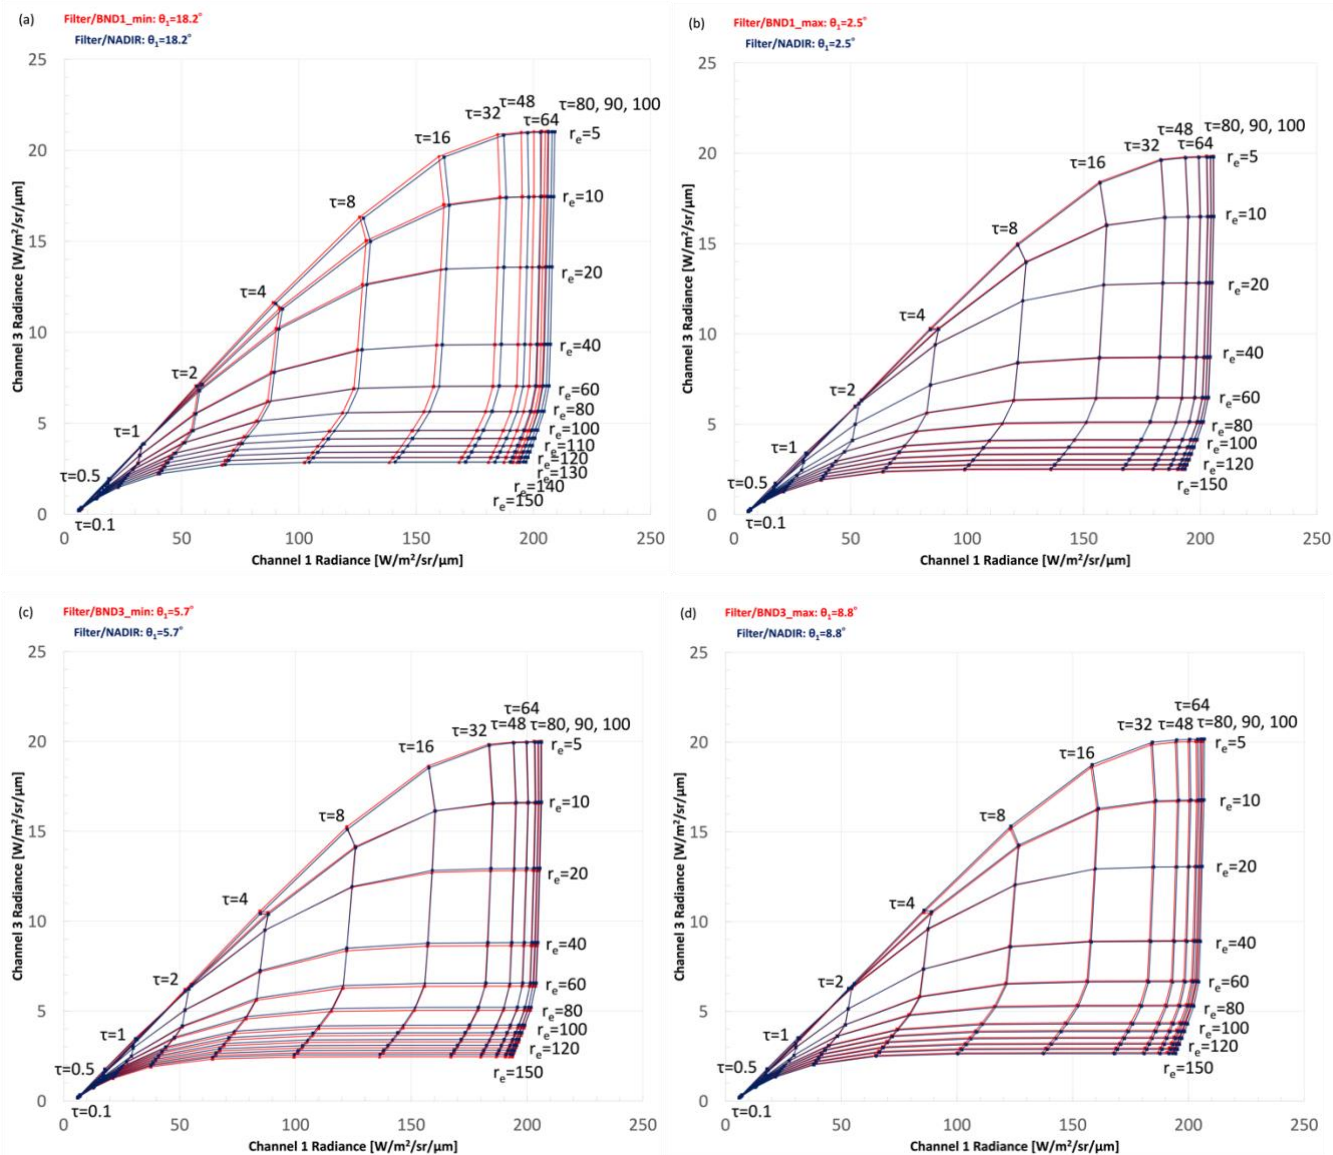 (a)
Filter/BND1_min: θ₁=18.2°
Filter/NADIR: θ₁=18.2°
25
20
15
10
5
0
0 50 100 150 200 250
Channel 3 Radiance [W/m²/sr/μm]
Channel 1 Radiance [W/m²/sr/μm]
τ=0.1
τ=0.5
τ=1
τ=2
τ=4
τ=8
τ=16
τ=32
τ=48
τ=64
τ=80, 90, 100
rₑ=5
rₑ=10
rₑ=20
rₑ=40
rₑ=60
rₑ=80
rₑ=100
rₑ=110
rₑ=120
rₑ=130
rₑ=140
rₑ=150
(b)
Filter/BND1_max: θ₁=2.5°
Filter/NADIR: θ₁=2.5°
25
20
15
10
5
0
0 50 100 150 200 250
Channel 3 Radiance [W/m²/sr/μm]
Channel 1 Radiance [W/m²/sr/μm]
τ=0.1
τ=0.5
τ=1
τ=2
τ=4
τ=8
τ=16
τ=32
τ=48
τ=64
τ=80, 90, 100
rₑ=5
rₑ=10
rₑ=20
rₑ=40
rₑ=60
rₑ=80
rₑ=100
rₑ=120
rₑ=150
(c)
Filter/BND3_min: θ₁=5.7°
Filter/NADIR: θ₁=5.7°
25
20
15
10
5
0
0 50 100 150 200 250
Channel 3 Radiance [W/m²/sr/μm]
Channel 1 Radiance [W/m²/sr/μm]
τ=0.1
τ=0.5
τ=1
τ=2
τ=4
τ=8
τ=16
τ=32
τ=48
τ=64
τ=80, 90, 100
rₑ=5
rₑ=10
rₑ=20
rₑ=40
rₑ=60
rₑ=80
rₑ=100
rₑ=120
rₑ=150
(d)
Filter/BND3_max: θ₁=8.8°
Filter/NADIR: θ₁=8.8°
25
20
15
10
5
0
0 50 100 150 200 250
Channel 3 Radiance [W/m²/sr/μm]
Channel 1 Radiance [W/m²/sr/μm]
τ=0.1
τ=0.5
τ=1
τ=2
τ=4
τ=8
τ=16
τ=32
τ=48
τ=64
τ=80, 90, 100
rₑ=5
rₑ=10
rₑ=20
rₑ=40
rₑ=60
rₑ=80
rₑ=100
rₑ=120
rₑ=150